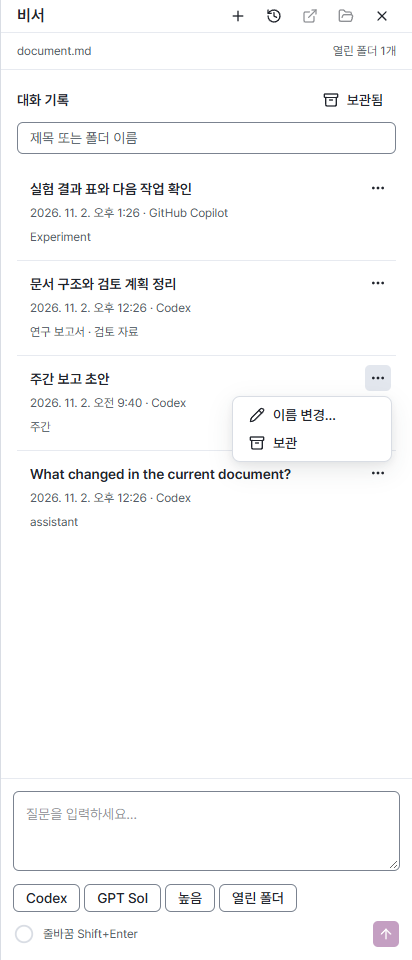 비서
document.md
열린 폴더 1개
대화 기록
보관됨
제목 또는 폴더 이름
실험 결과 표와 다음 작업 확인
2026. 11. 2. 오후 1:26 · GitHub Copilot
Experiment
문서 구조와 검토 계획 정리
2026. 11. 2. 오후 12:26 · Codex
연구 보고서 · 검토 자료
주간 보고 초안
2026. 11. 2. 오전 9:40 · Codex
주간
이름 변경...
보관
What changed in the current document?
2026. 11. 2. 오후 12:26 · Codex
assistant
질문을 입력하세요...
Codex
GPT Sol
높음
열린 폴더
줄바꿈 Shift+Enter